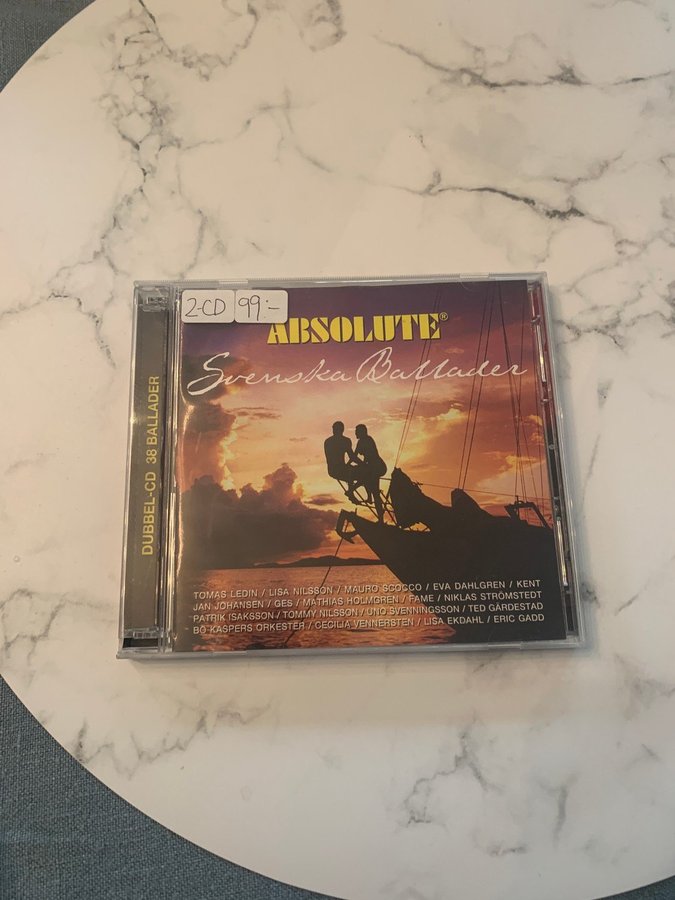 2-CD 99:-
ABSOLUTE®
Svenska Ballader
DUBBEL-CD 38 BALLADER
TOMAS LEDIN / LISA NILSSON / MAURO SCOCCO / EVA DAHLGREN / KENT
JAN JOHANSEN / GES / MATHIAS HOLMGREN / FAME / NIKLAS STRÖMSTEDT
PATRIK ISAKSSON / TOMMY NILSSON / UNO SVENNINGSSON / TED GÄRDESTAD
BO KASPERS ORKESTER / CECILIA VENNERSTEN / LISA EKDAHL / ERIC GADD